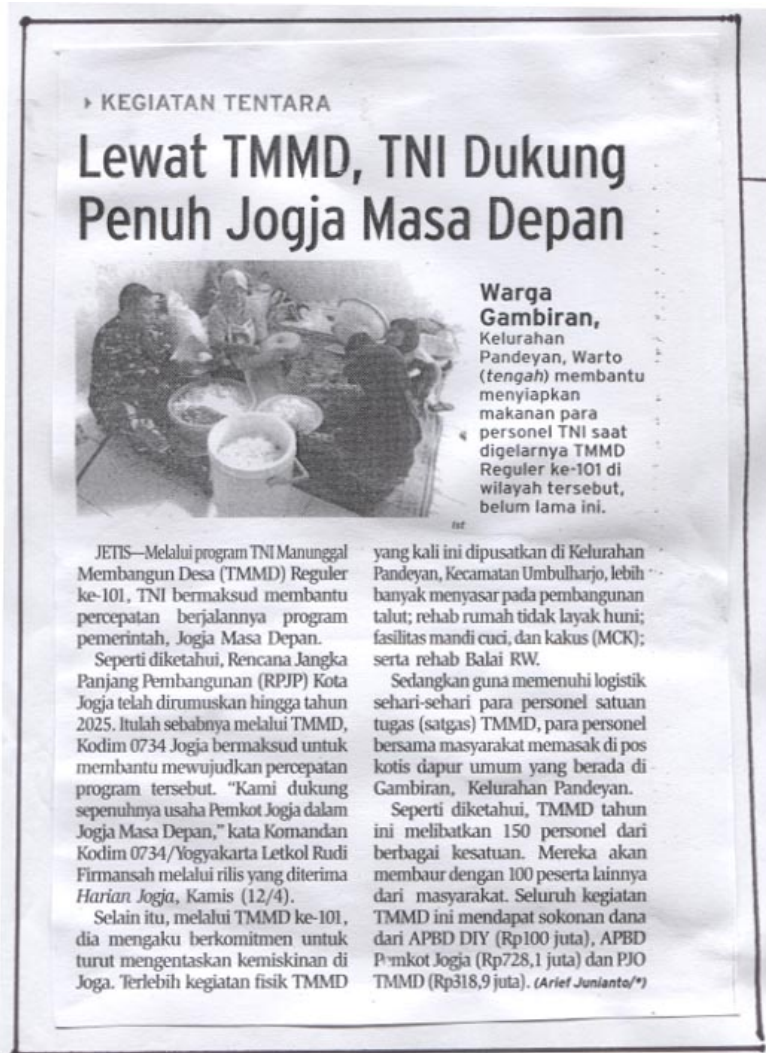 KEGIATAN TENTARA
Lewat TMMD, TNI Dukung
Penuh Jogja Masa Depan
Warga
Gambiran,
Kelurahan
Pandeyan, Warto
(tengah) membantu
menyiapkan
makanan para
personel TNI saat
digelarnya TMMD
Reguler ke-101 di
wilayah tersebut,
belum lama ini.
Ist
JETIS—Melalui program TNI Manunggal
Membangun Desa (TMMD) Reguler
ke-101, TNI bermaksud membantu
percepatan berjalannya program
pemerintah, Jogja Masa Depan.
Seperti diketahui, Rencana Jangka
Panjang Pembangunan (RPJP) Kota
Jogja telah dirumuskan hingga tahun
2025. Itulah sebabnya melalui TMMD,
Kodim 0734 Jogja bermaksud untuk
membantu mewujudkan percepatan
program tersebut. “Kami dukung
sepenuhnya usaha Pemkot Jogja dalam
Jogja Masa Depan,” kata Komandan
Kodim 0734/Yogyakarta Letkol Rudi
Firmansah melalui rilis yang diterima
Harian Jogja, Kamis (12/4).
Selain itu, melalui TMMD ke-101,
dia mengaku berkomitmen untuk
turut mengentaskan kemiskinan di
Joga. Terlebih kegiatan fisik TMMD
yang kali ini dipusatkan di Kelurahan
Pandeyan, Kecamatan Umbulharjo, lebih
banyak menyasar pada pembangunan
talut; rehab rumah tidak layak huni;
fasilitas mandi cuci, dan kakus (MCK);
serta rehab Balai RW.
Sedangkan guna memenuhi logistik
sehari-sehari para personel satuan
tugas (satgas) TMMD, para personel
bersama masyarakat memasak di pos
kotis dapur umum yang berada di
Gambiran, Kelurahan Pandeyan.
Seperti diketahui, TMMD tahun
ini melibatkan 150 personel dari
berbagai kesatuan. Mereka akan
membaur dengan 100 peserta lainnya
dari masyarakat. Seluruh kegiatan
TMMD ini mendapat sokonan dana
dari APBD DIY (Rp100 juta), APBD
Pemkot Jogja (Rp728,1 juta) dan PJO
TMMD (Rp318,9 juta). (Arief Junianto/*)